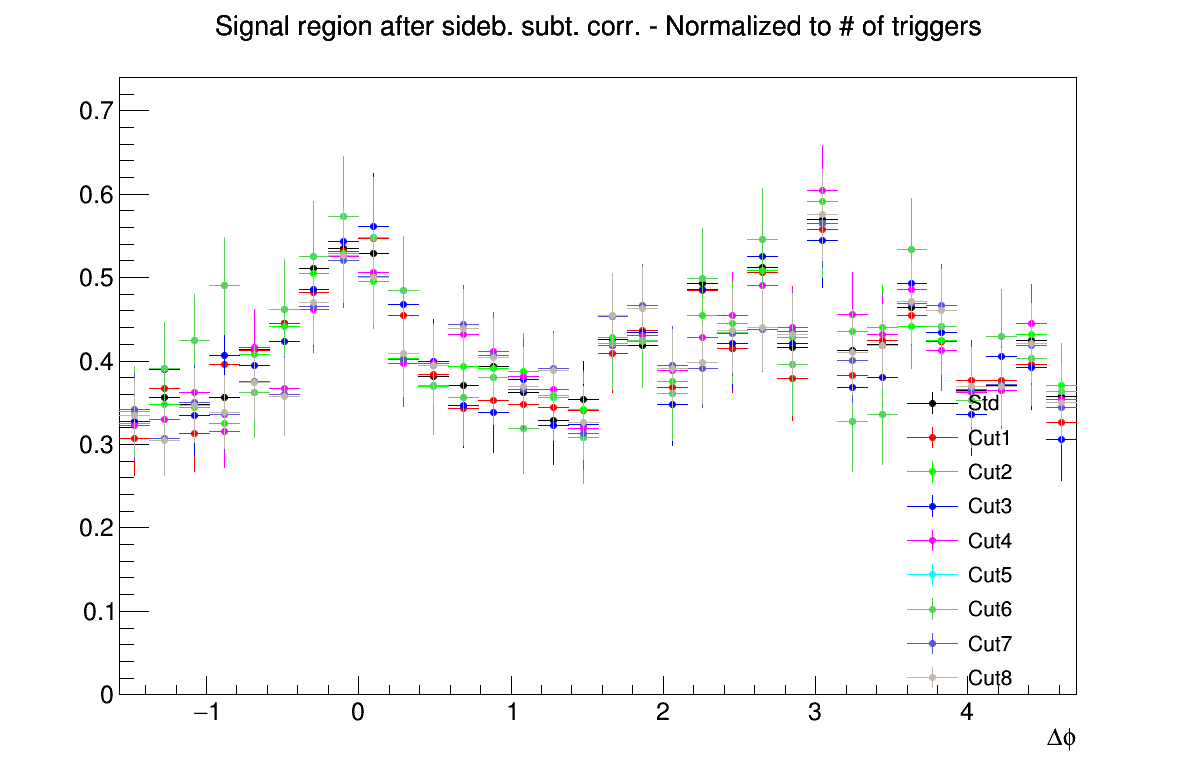 Signal region after sideb. subt. corr. - Normalized to # of triggers
0.7
0.6
0.5
0.4
0.3
0.2
0.1
0
Std
Cut1
Cut2
Cut3
Cut4
Cut5
Cut6
Cut7
Cut8
−1 0 1 2 3 4
Δϕ